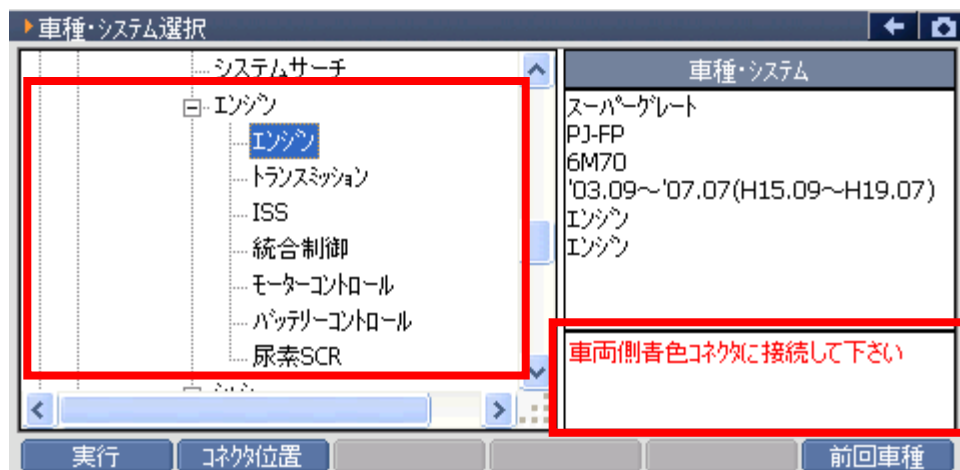 車種・システム選択
システムサーチ
エンジン
エンジン
トランスミッション
ISS
統合制御
モーターコントロール
バッテリーコントロール
尿素SCR
車種・システム
スーパーグレート
PJ-FP
6M70
'03.09～'07.07(H15.09～H19.07)
エンジン
エンジン
車両側青色コネクタに接続して下さい
実行
コネクタ位置
前回車種